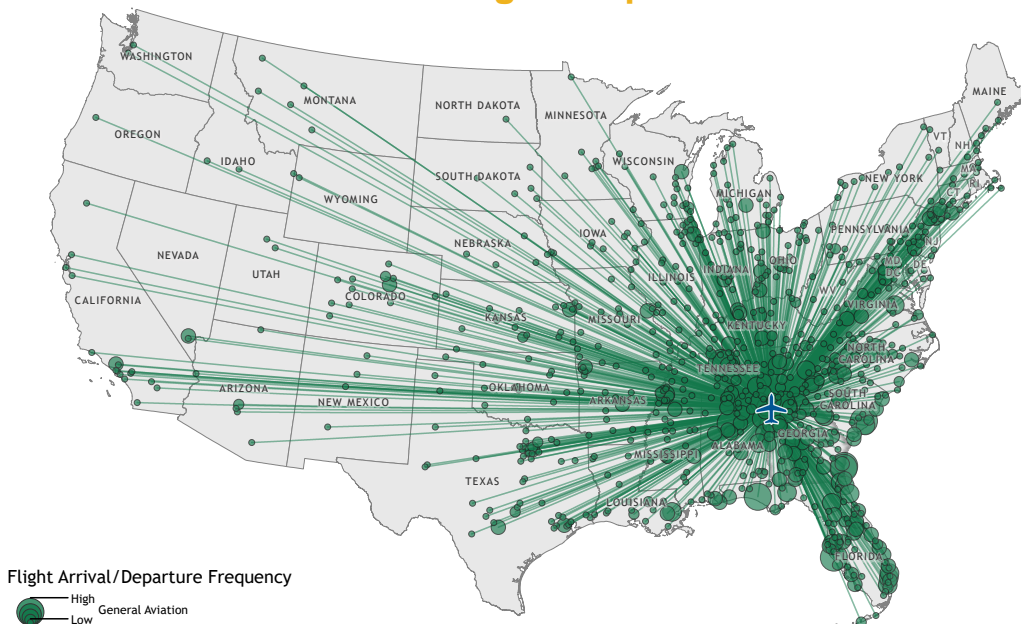 WASHINGTON
MAINE
MONTANA
NORTH DAKOTA
MINNESOTA
OREGON
VT
NH
IDAHO
WISCONSIN
MA
SOUTH DAKOTA
NEW YORK
RI
CT
WYOMING
MICHIGAN
PENNSYLVANIA
IOWA
NEBRASKA
NJ
NEVADA
OHIO
MD
DE
DC
UTAH
ILLINOIS
INDIANA
WV
COLORADO
CALIFORNIA
VIRGINIA
KANSAS
MISSOURI
KENTUCKY
NORTH
CAROLINA
TENNESSEE
ARIZONA
OKLAHOMA
NEW MEXICO
ARKANSAS
SOUTH
CAROLINA
GEORGIA
ALABAMA
MISSISSIPPI
TEXAS
LOUISIANA
FLORIDA
Flight Arrival/Departure Frequency
High
General Aviation
Low